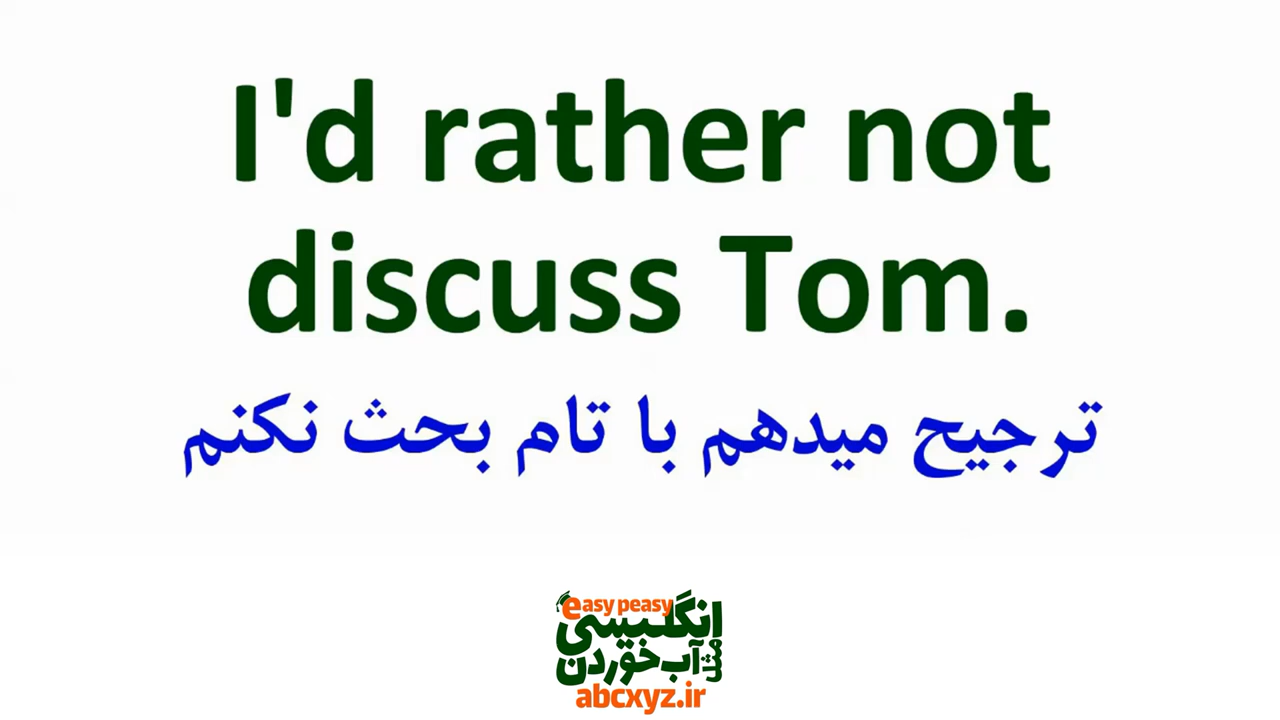 I'd rather not
discuss Tom.
ترجیح میدهم با تام بحث نکنم
easy peasy
انگلیسی
مثل آب خوردن
abcxyz.ir